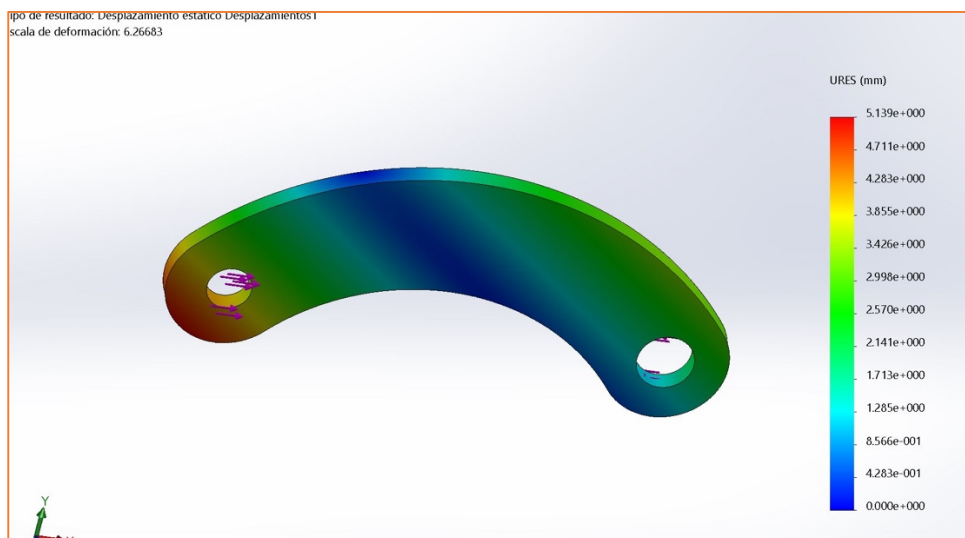 ipo de resultado: Desplazamiento estático Desplazamientos1
scala de deformación: 6.26683
URES (mm)
5.139e+000
4.711e+000
4.283e+000
3.855e+000
3.426e+000
2.998e+000
2.570e+000
2.141e+000
1.713e+000
1.285e+000
8.566e-001
4.283e-001
0.000e+000
Y